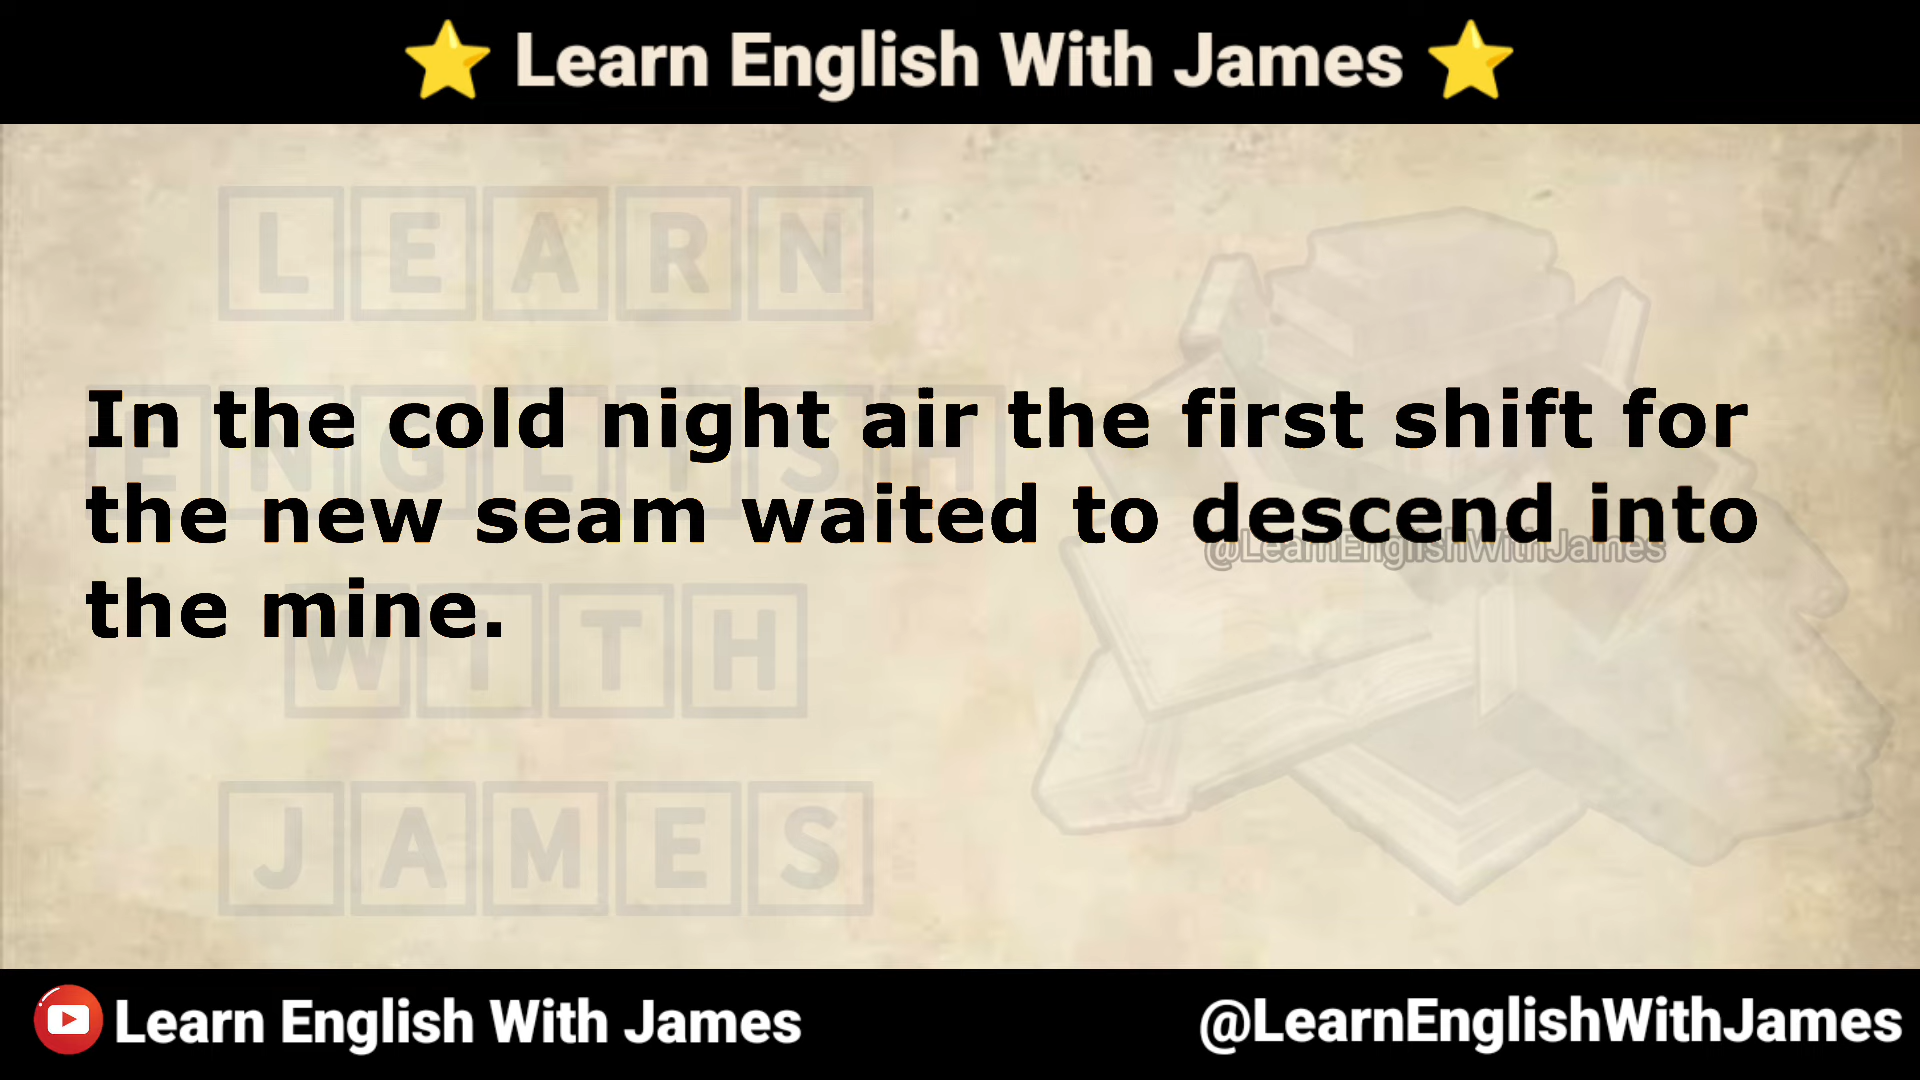 ⭐ Learn English With James ⭐
LEARN
In the cold night air the first shift for
ENGLISH
the new seam waited to descend into
@LearnEnglishWithJames
the mine.
WITH
JAMES
Learn English With James
@LearnEnglishWithJames